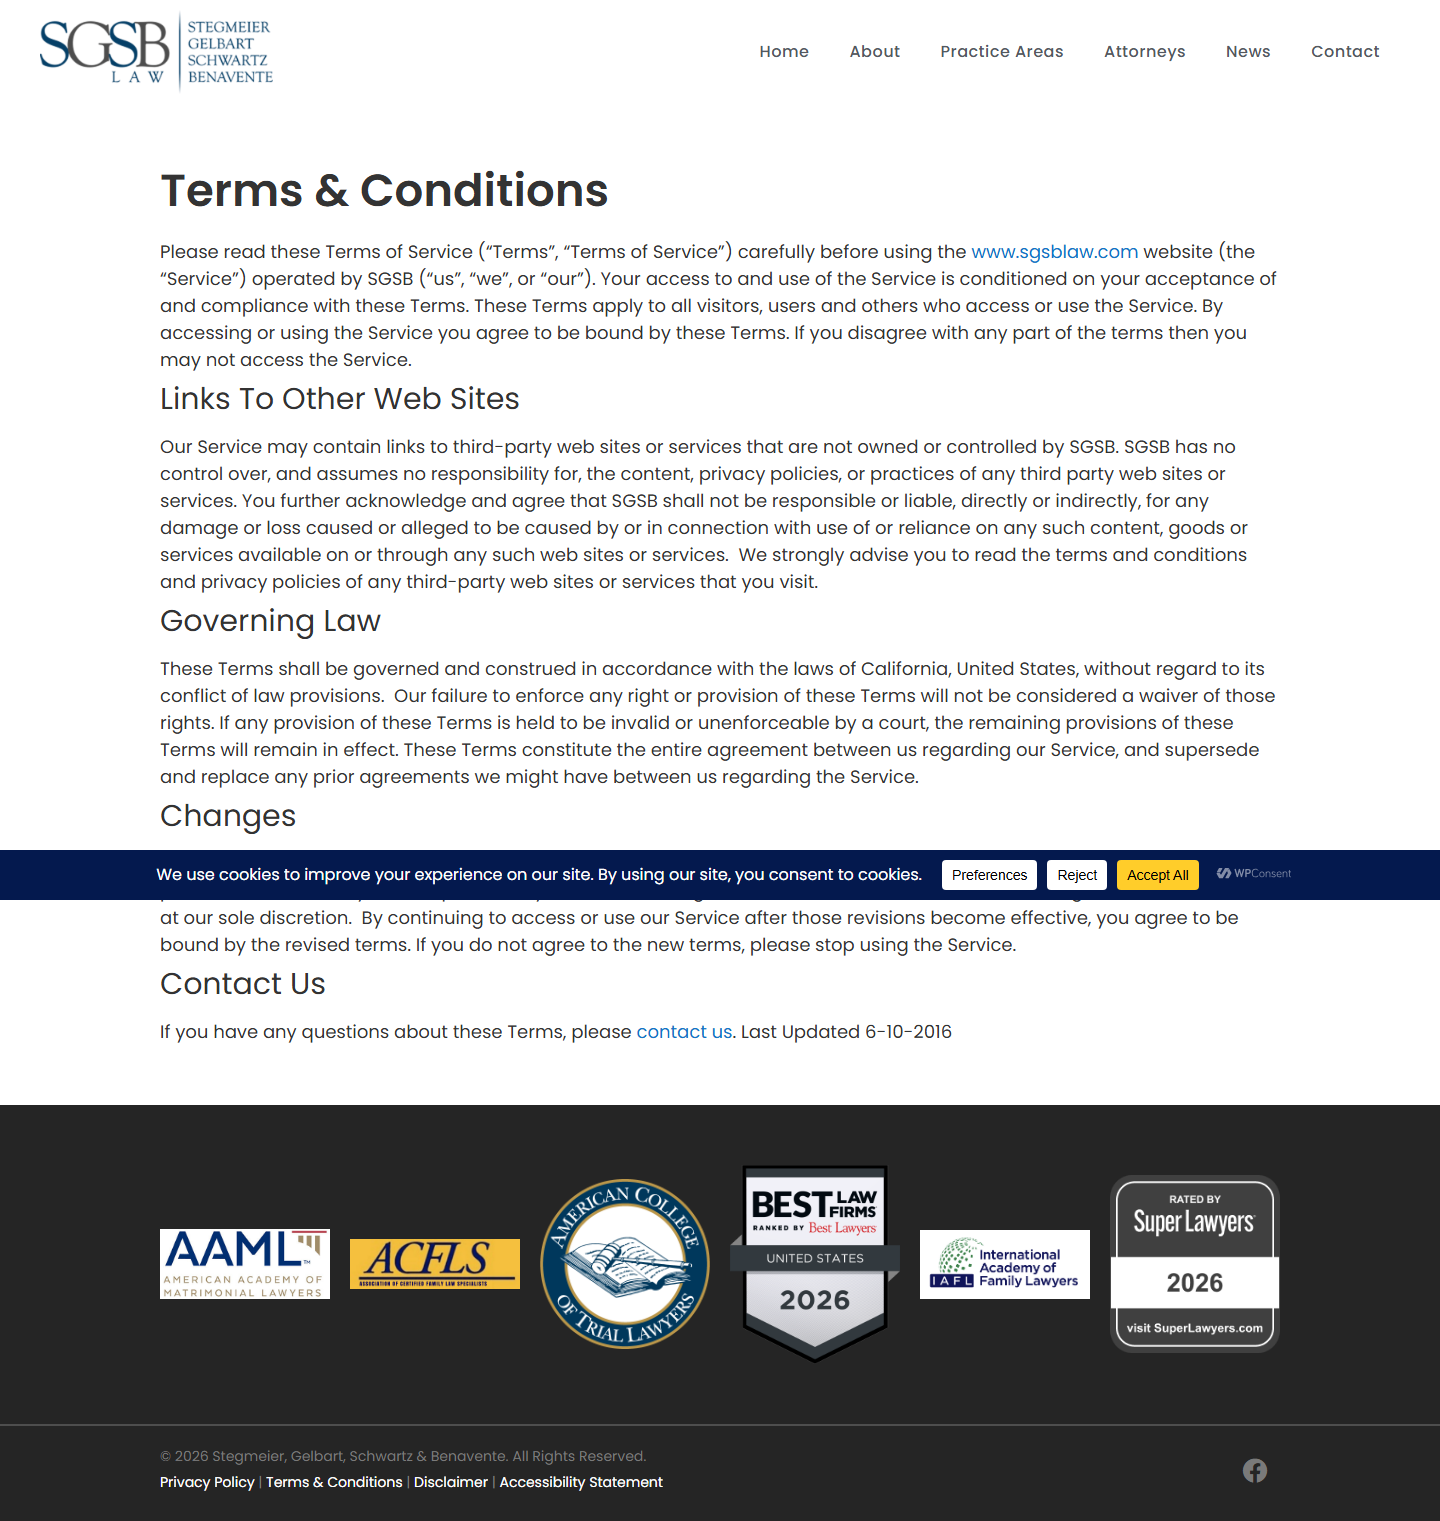 SGSB
LAW
STEGMEIER
GELBART
SCHWARTZ
BENAVENTE
Home About Practice Areas Attorneys News Contact
Terms & Conditions
Please read these Terms of Service (“Terms”, “Terms of Service”) carefully before using the www.sgsblaw.com website (the
“Service”) operated by SGSB (“us”, “we”, or “our”). Your access to and use of the Service is conditioned on your acceptance of
and compliance with these Terms. These Terms apply to all visitors, users and others who access or use the Service. By
accessing or using the Service you agree to be bound by these Terms. If you disagree with any part of the terms then you
may not access the Service.
Links To Other Web Sites
Our Service may contain links to third-party web sites or services that are not owned or controlled by SGSB. SGSB has no
control over, and assumes no responsibility for, the content, privacy policies, or practices of any third party web sites or
services. You further acknowledge and agree that SGSB shall not be responsible or liable, directly or indirectly, for any
damage or loss caused or alleged to be caused by or in connection with use of or reliance on any such content, goods or
services available on or through any such web sites or services.  We strongly advise you to read the terms and conditions
and privacy policies of any third-party web sites or services that you visit.
Governing Law
These Terms shall be governed and construed in accordance with the laws of California, United States, without regard to its
conflict of law provisions.  Our failure to enforce any right or provision of these Terms will not be considered a waiver of those
rights. If any provision of these Terms is held to be invalid or unenforceable by a court, the remaining provisions of these
Terms will remain in effect. These Terms constitute the entire agreement between us regarding our Service, and supersede
and replace any prior agreements we might have between us regarding the Service.
Changes
We use cookies to improve your experience on our site. By using our site, you consent to cookies. Preferences Reject Accept All WPConsent
at our sole discretion.  By continuing to access or use our Service after those revisions become effective, you agree to be
bound by the revised terms. If you do not agree to the new terms, please stop using the Service.
Contact Us
If you have any questions about these Terms, please contact us. Last Updated 6-10-2016
AAML™
AMERICAN ACADEMY OF
MATRIMONIAL LAWYERS
ACFLS
ASSOCIATION OF CERTIFIED FAMILY LAW SPECIALISTS
AMERICAN COLLEGE
OF TRIAL LAWYERS
BEST LAW
FIRMS
RANKED BY Best Lawyers
UNITED STATES
2026
IAFL
International
Academy of
Family Lawyers
RATED BY
Super Lawyers
2026
visit SuperLawyers.com
© 2026 Stegmeier, Gelbart, Schwartz & Benavente. All Rights Reserved.
Privacy Policy | Terms & Conditions | Disclaimer | Accessibility Statement